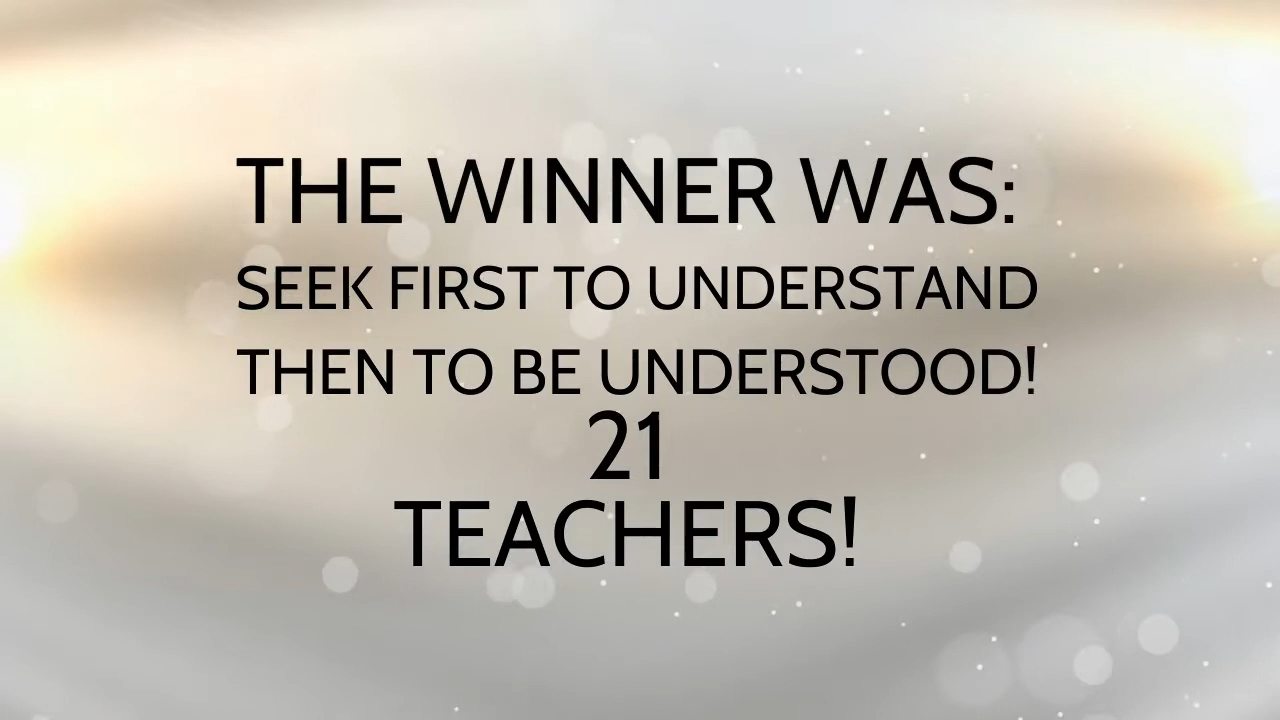 THE WINNER WAS:
SEEK FIRST TO UNDERSTAND
THEN TO BE UNDERSTOOD!
21
TEACHERS!